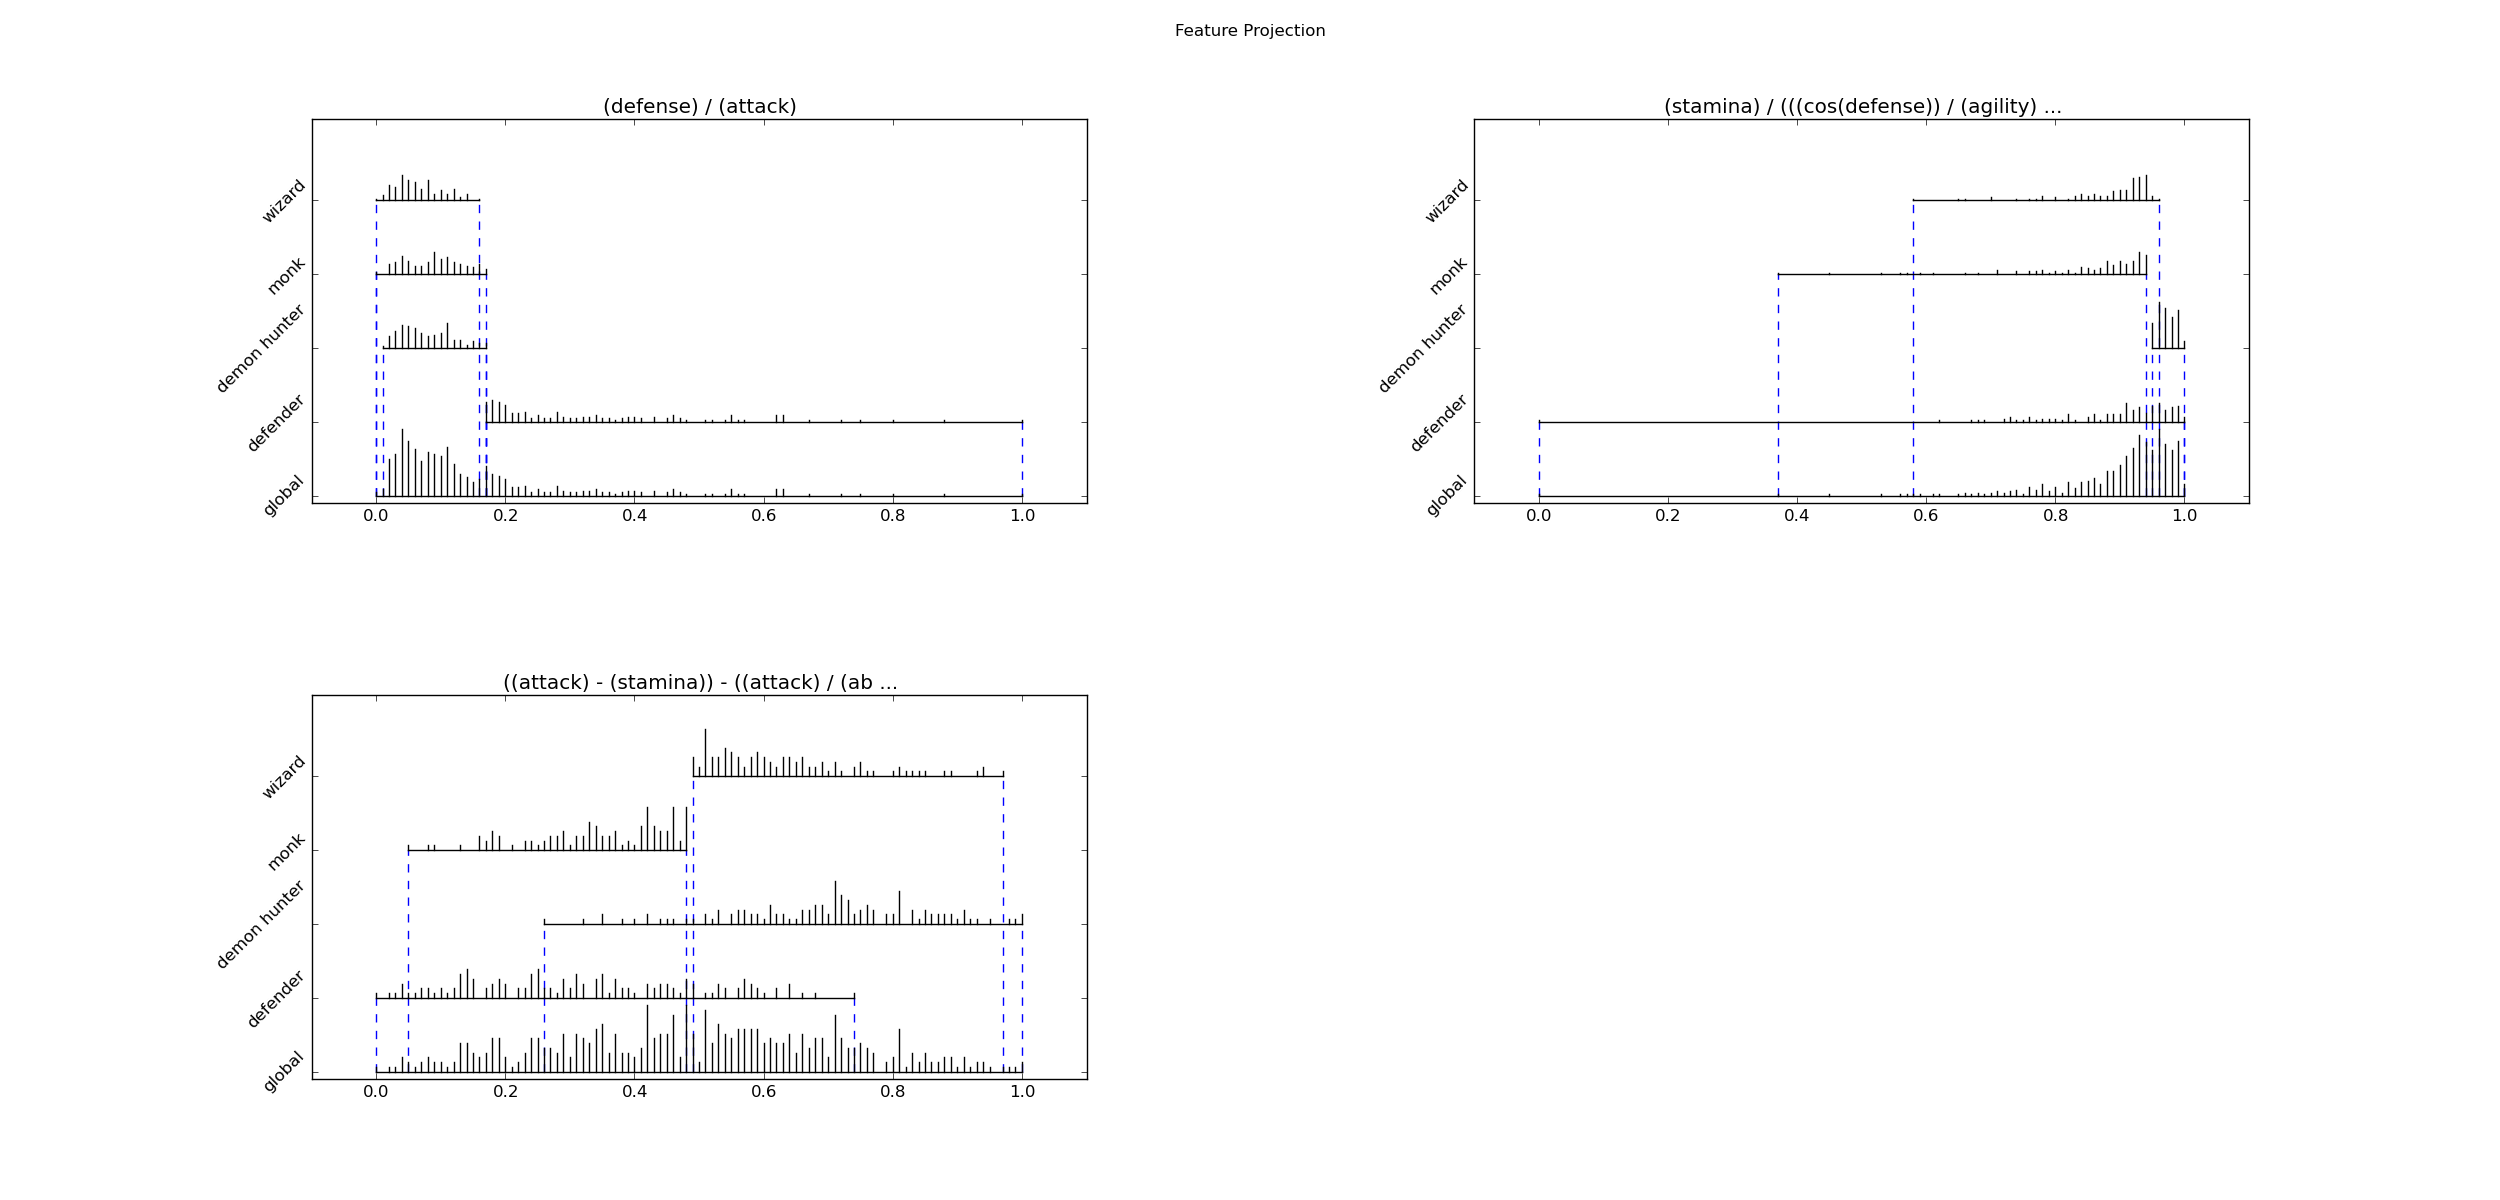 Feature Projection
(defense) / (attack)
wizard
monk
demon hunter
defender
global
0.0 0.2 0.4 0.6 0.8 1.0
(stamina) / (((cos(defense)) / (agility) ...
wizard
monk
demon hunter
defender
global
0.0 0.2 0.4 0.6 0.8 1.0
((attack) - (stamina)) - ((attack) / (ab ...
wizard
monk
demon hunter
defender
global
0.0 0.2 0.4 0.6 0.8 1.0